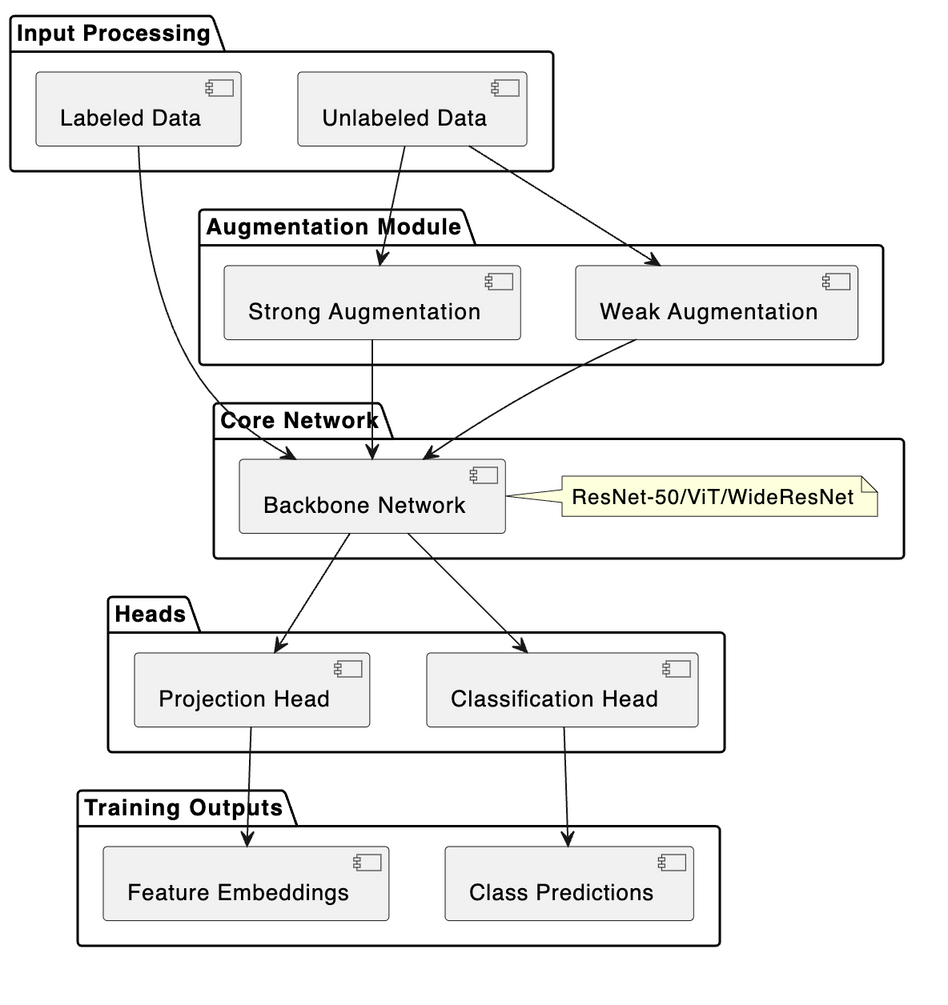 Input Processing
Labeled Data
Unlabeled Data
Augmentation Module
Strong Augmentation
Weak Augmentation
Core Network
Backbone Network
ResNet-50/ViT/WideResNet
Heads
Projection Head
Classification Head
Training Outputs
Feature Embeddings
Class Predictions